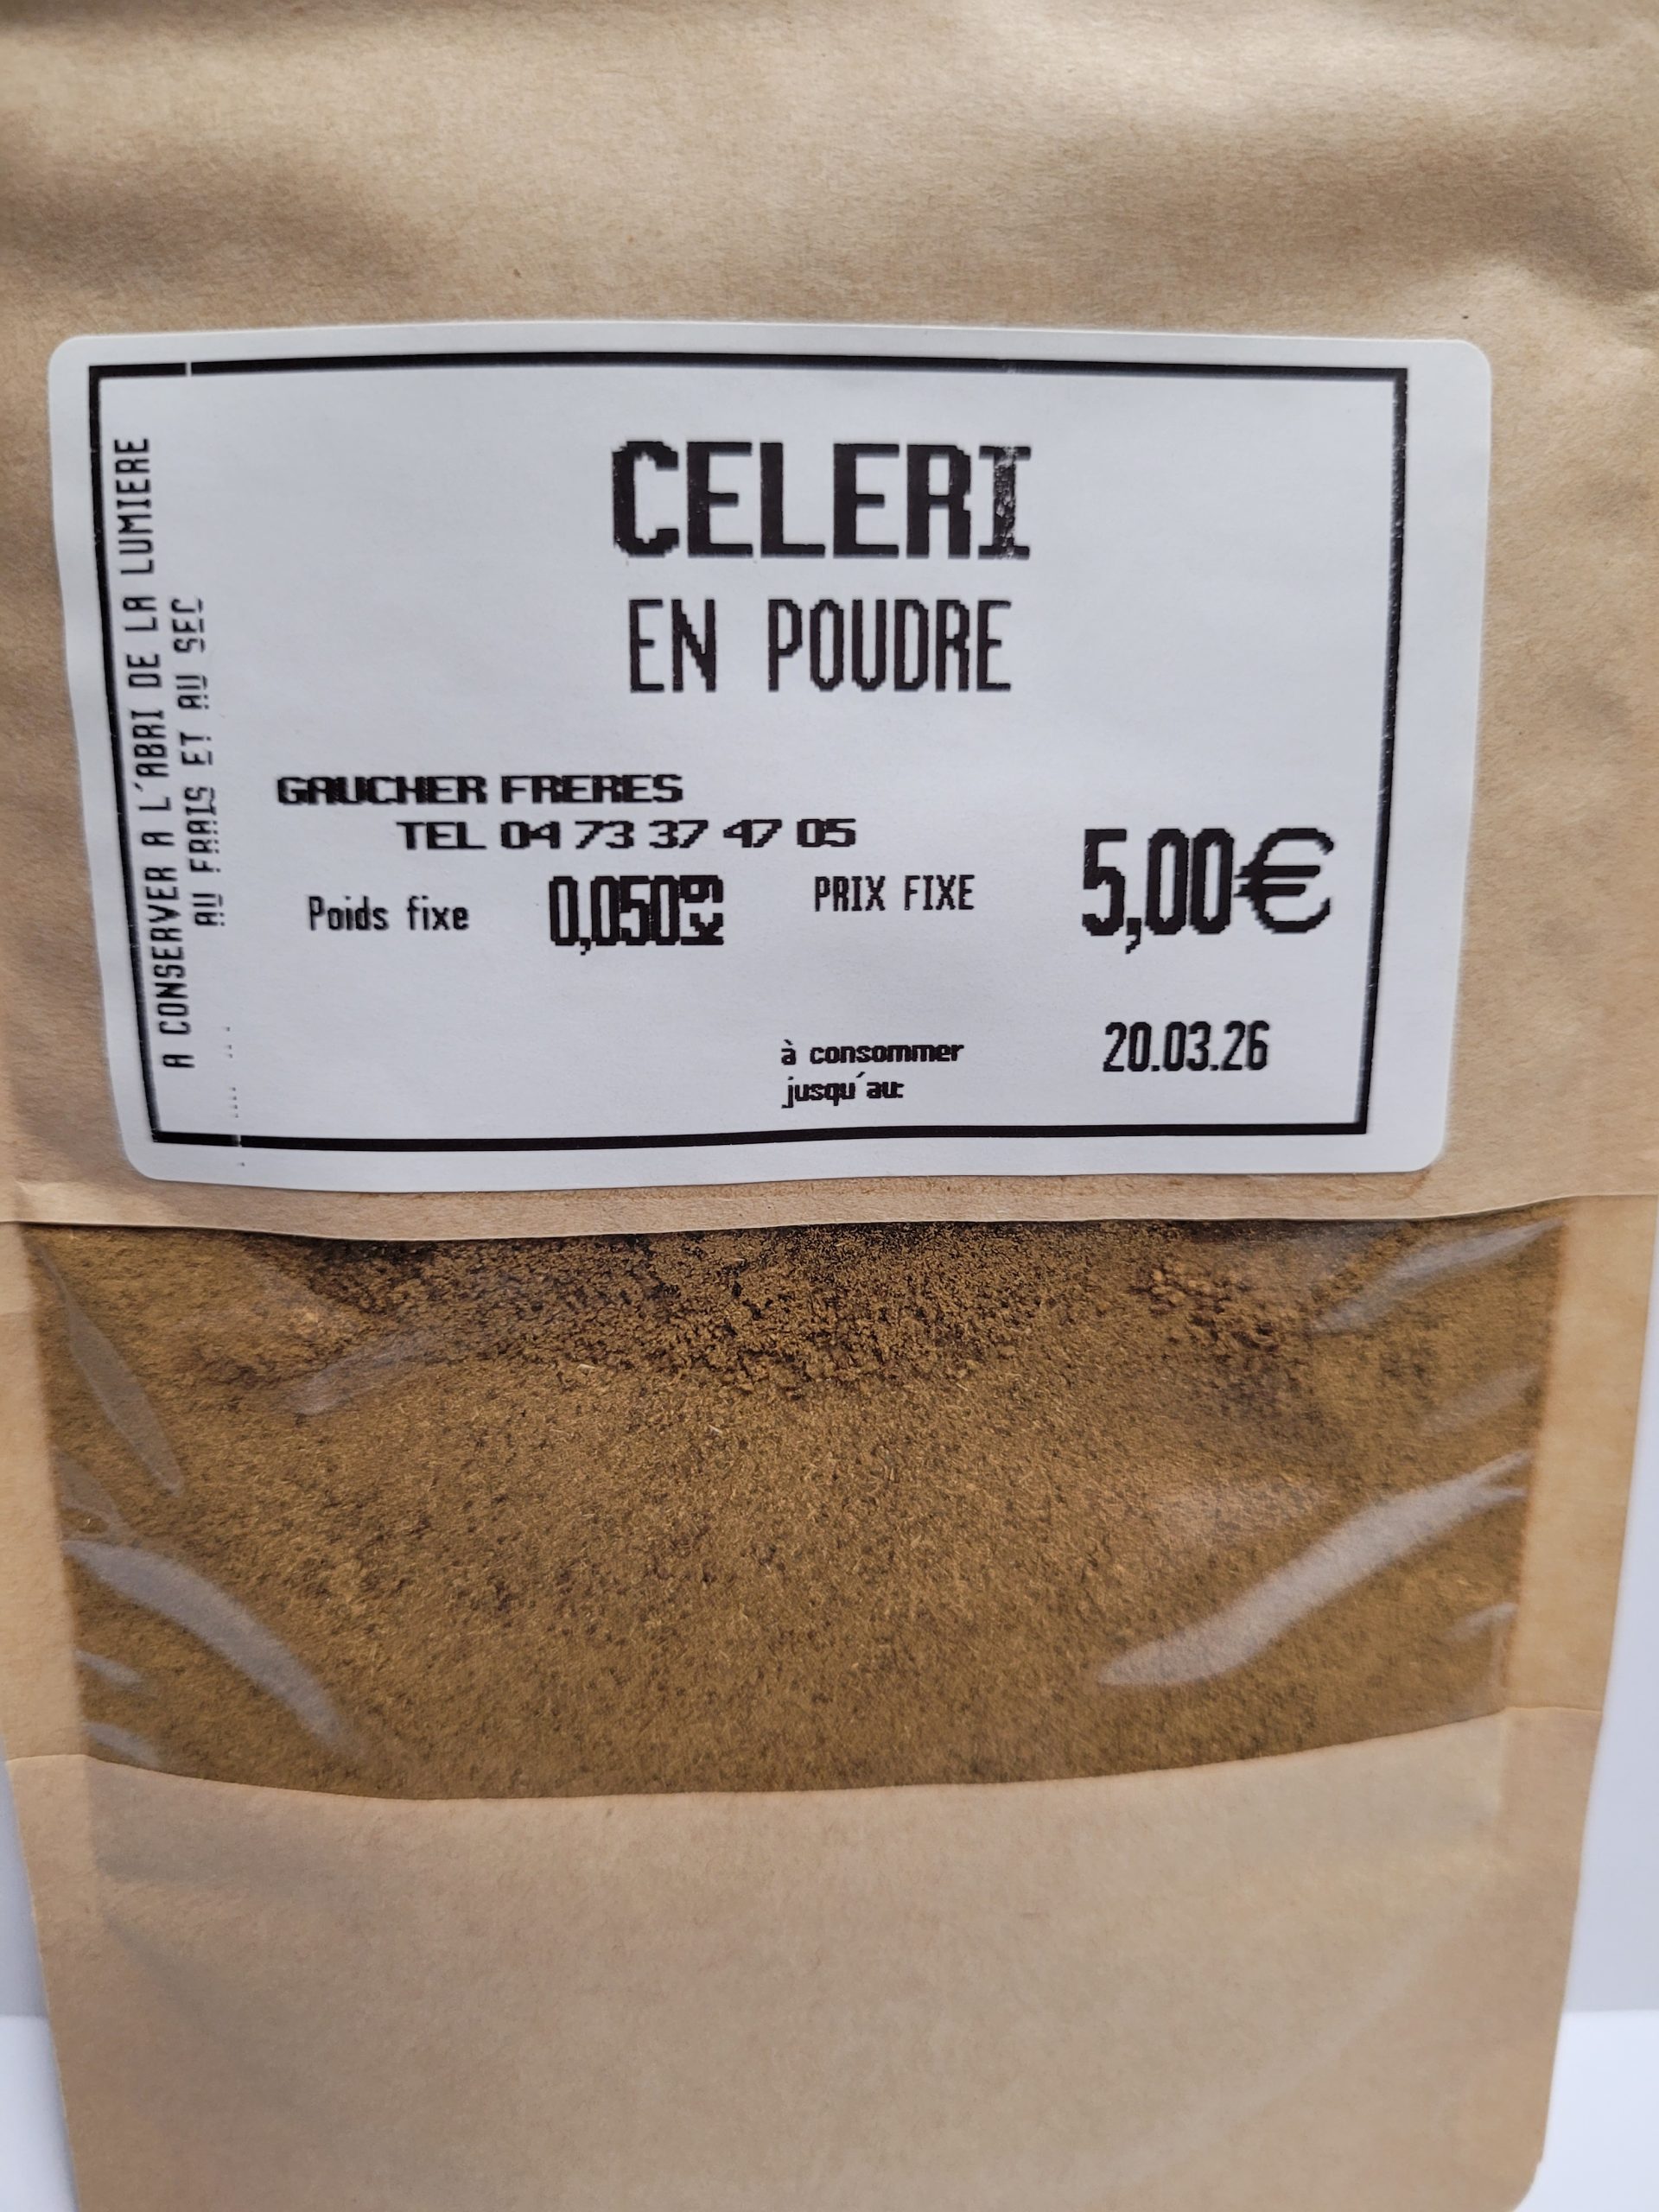 A CONSERVER A L'ABRI DE LA LUMIERE
AU FRAIS ET AU SEC
CELERI
EN POUDRE
GAUCHER FRERES
TEL 04 73 37 47 05
Poids fixe 0,050kg PRIX FIXE 5,00€
à consommer 20.03.26
jusqu'au: